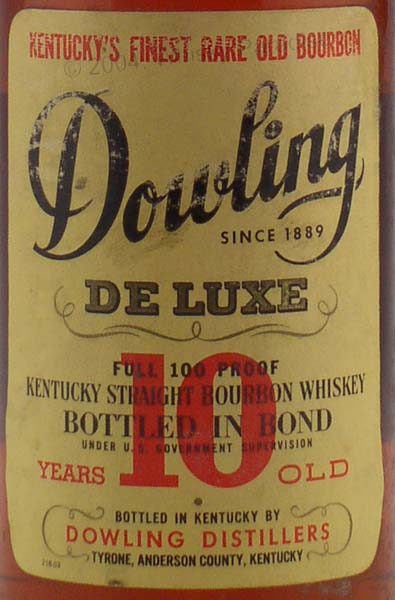 KENTUCKY'S FINEST RARE OLD BOURBON
© 2004
Dowling
SINCE 1889
DE LUXE
10
FULL 100 PROOF
KENTUCKY STRAIGHT BOURBON WHISKEY
BOTTLED IN BOND
UNDER U.S. GOVERNMENT SUPERVISION
YEARS OLD
BOTTLED IN KENTUCKY BY
DOWLING DISTILLERS
TYRONE, ANDERSON COUNTY, KENTUCKY